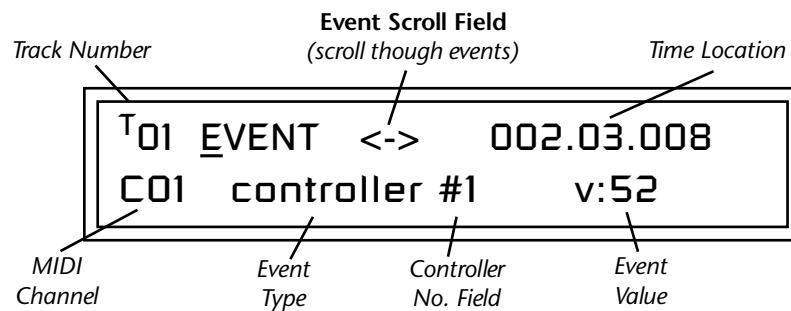 Event Scroll Field
Track Number (scroll though events) Time Location
T01 EVENT <-> 002.03.008
C01 controller #1 v:52
MIDI Channel
Event Type
Controller No. Field
Event Value